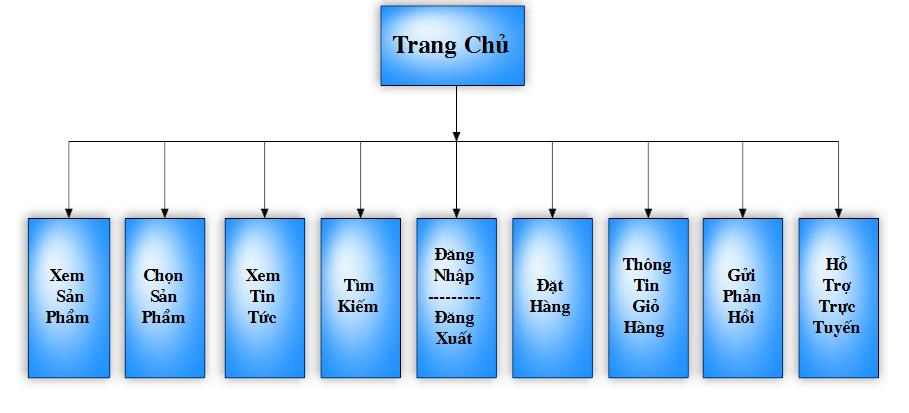 Trang Chủ
Xem
Sản
Phẩm
Chọn
Sản
Phẩm
Xem
Tin
Tức
Tìm
Kiếm
Đăng
Nhập
---------
Đăng
Xuất
Đặt
Hàng
Thông
Tin
Giỏ
Hàng
Gửi
Phản
Hồi
Hỗ
Trợ
Trực
Tuyến